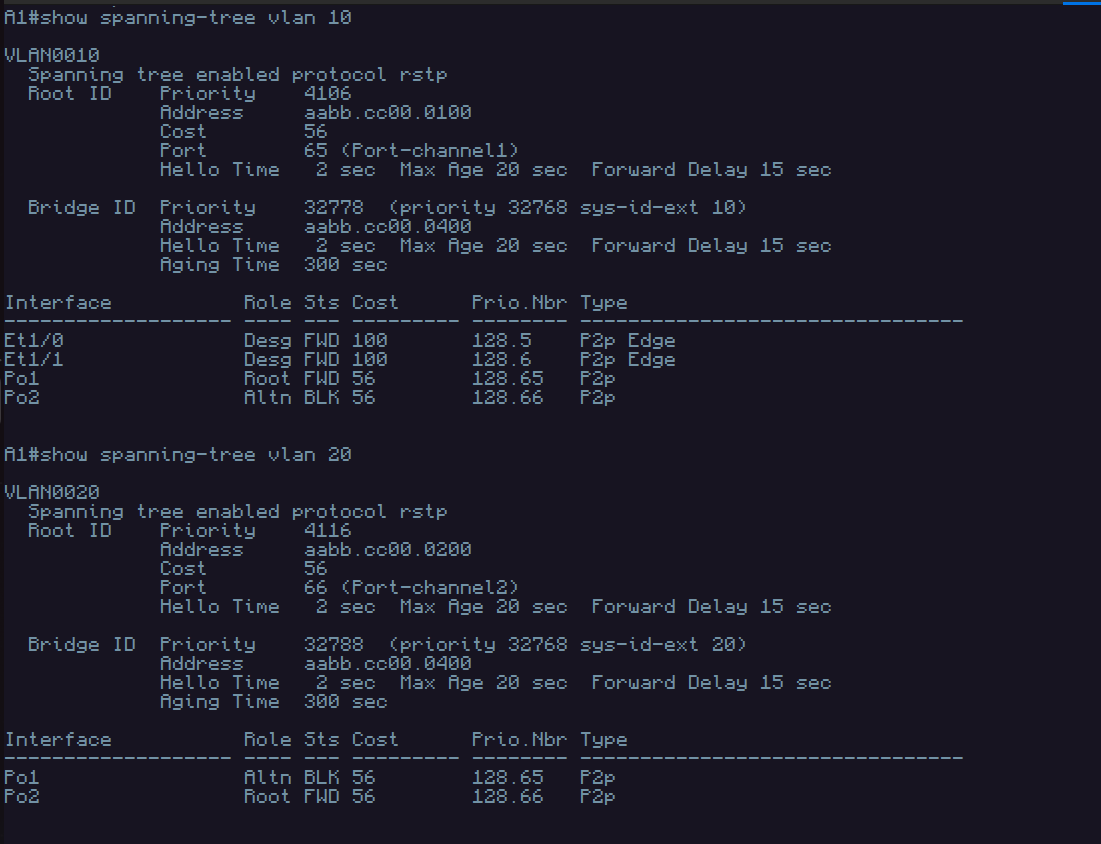 A1#show spanning-tree vlan 10
VLAN0010
  Spanning tree enabled protocol rstp
  Root ID    Priority    4106
             Address     aabb.cc00.0100
             Cost        56
             Port        65 (Port-channel1)
             Hello Time   2 sec  Max Age 20 sec  Forward Delay 15 sec
  Bridge ID  Priority    32778  (priority 32768 sys-id-ext 10)
             Address     aabb.cc00.0400
             Hello Time   2 sec  Max Age 20 sec  Forward Delay 15 sec
             Aging Time  300 sec
Interface           Role Sts Cost      Prio.Nbr Type
------------------- ---- --- --------- -------- --------------------------------
Et1/0               Desg FWD 100       128.5    P2p Edge
Et1/1               Desg FWD 100       128.6    P2p Edge
Po1                 Root FWD 56        128.65   P2p
Po2                 Altn BLK 56        128.66   P2p
A1#show spanning-tree vlan 20
VLAN0020
  Spanning tree enabled protocol rstp
  Root ID    Priority    4116
             Address     aabb.cc00.0200
             Cost        56
             Port        66 (Port-channel2)
             Hello Time   2 sec  Max Age 20 sec  Forward Delay 15 sec
  Bridge ID  Priority    32788  (priority 32768 sys-id-ext 20)
             Address     aabb.cc00.0400
             Hello Time   2 sec  Max Age 20 sec  Forward Delay 15 sec
             Aging Time  300 sec
Interface           Role Sts Cost      Prio.Nbr Type
------------------- ---- --- --------- -------- --------------------------------
Po1                 Altn BLK 56        128.65   P2p
Po2                 Root FWD 56        128.66   P2p